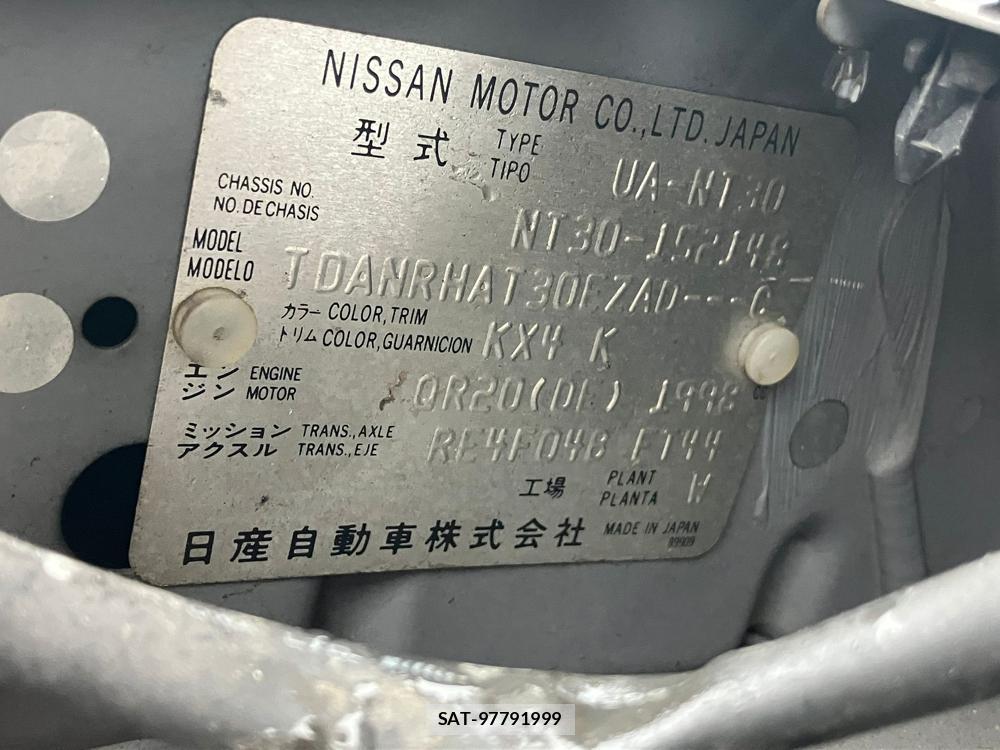 NISSAN MOTOR CO.,LTD. JAPAN
型式 TYPE TIPO UA-NT30
CHASSIS NO. NO.DE CHASIS NT30-152148
MODEL MODELO TDANRHAT30EZAD---C
カラー COLOR,TRIM
トリム COLOR,GUARNICION KX4 K
エンジン ENGINE MOTOR QR20(DE) 1998 cc
ミッション TRANS.,AXLE
アクスル TRANS.,EJE RE4F04B FT44
工場 PLANT PLANTA W
日産自動車株式会社 MADE IN JAPAN
SAT-97791999